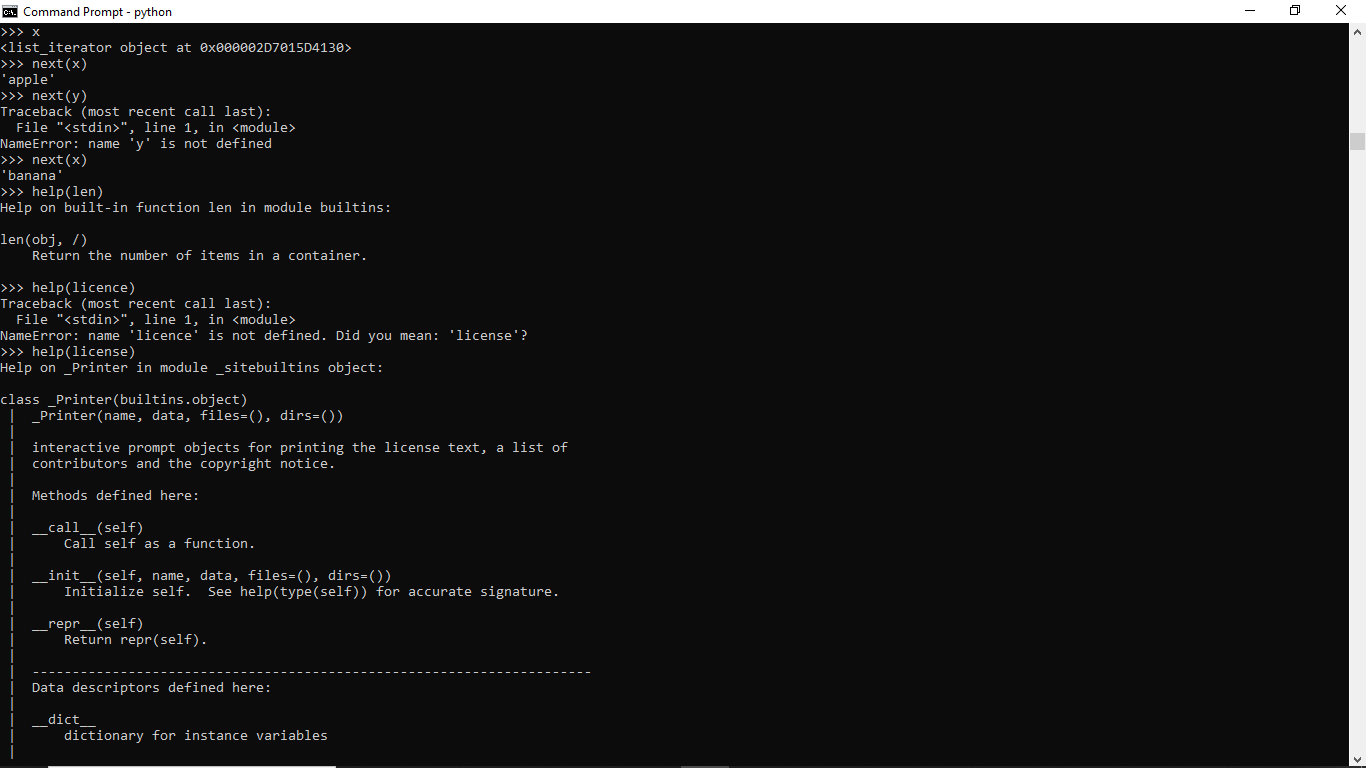 Command Prompt - python
>>> x
<list_iterator object at 0x000002D7015D4130>
>>> next(x)
'apple'
>>> next(y)
Traceback (most recent call last):
  File "<stdin>", line 1, in <module>
NameError: name 'y' is not defined
>>> next(x)
'banana'
>>> help(len)
Help on built-in function len in module builtins:

len(obj, /)
    Return the number of items in a container.

>>> help(licence)
Traceback (most recent call last):
  File "<stdin>", line 1, in <module>
NameError: name 'licence' is not defined. Did you mean: 'license'?
>>> help(license)
Help on _Printer in module _sitebuiltins object:

class _Printer(builtins.object)
 |  _Printer(name, data, files=(), dirs=())
 |
 |  interactive prompt objects for printing the license text, a list of
 |  contributors and the copyright notice.
 |
 |  Methods defined here:
 |
 |  __call__(self)
 |      Call self as a function.
 |
 |  __init__(self, name, data, files=(), dirs=())
 |      Initialize self.  See help(type(self)) for accurate signature.
 |
 |  __repr__(self)
 |      Return repr(self).
 |
 |  ----------------------------------------------------------------------
 |  Data descriptors defined here:
 |
 |  __dict__
 |      dictionary for instance variables
 |